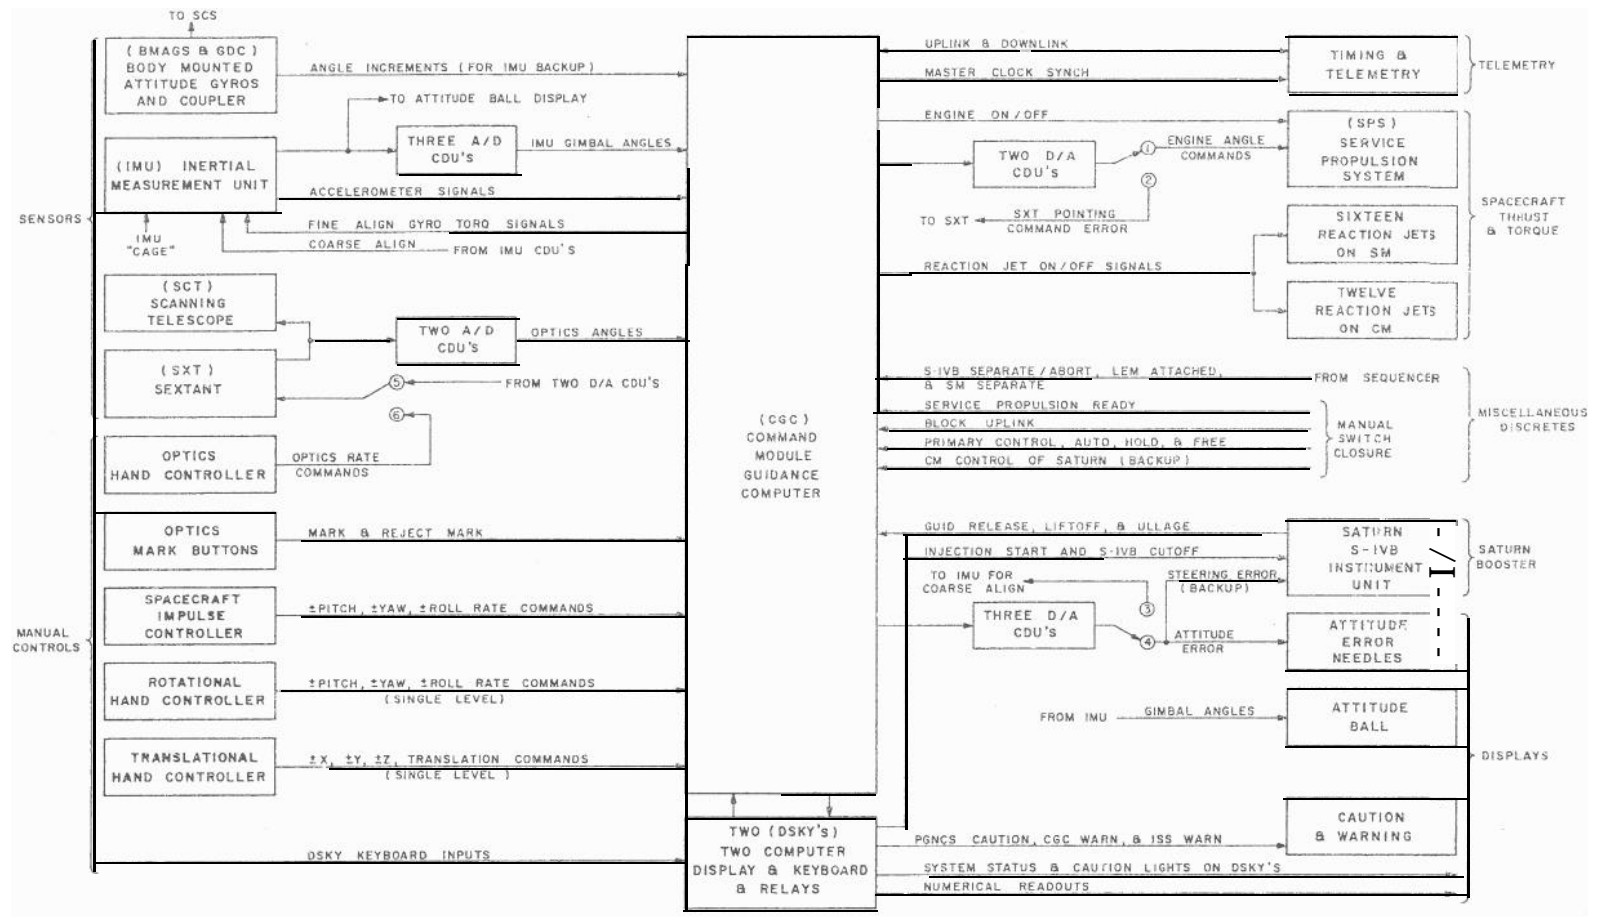 TO SCS
(BMAGS & GDC)
BODY MOUNTED
ATTITUDE GYROS
AND COUPLER
ANGLE INCREMENTS (FOR IMU BACKUP)
TO ATTITUDE BALL DISPLAY
THREE A/D
CDU'S
IMU GIMBAL ANGLES
(IMU) INERTIAL
MEASUREMENT UNIT
ACCELEROMETER SIGNALS
SENSORS
FINE ALIGN GYRO TORQ SIGNALS
IMU
"CAGE"
COARSE ALIGN
FROM IMU CDU'S
(SCT)
SCANNING
TELESCOPE
TWO A/D
CDU'S
OPTICS ANGLES
(SXT)
SEXTANT
5
FROM TWO D/A CDU'S
6
OPTICS
HAND CONTROLLER
OPTICS RATE
COMMANDS
OPTICS
MARK BUTTONS
MARK & REJECT MARK
SPACECRAFT
IMPULSE
CONTROLLER
±PITCH, ±YAW, ±ROLL RATE COMMANDS
MANUAL
CONTROLS
ROTATIONAL
HAND CONTROLLER
±PITCH, ±YAW, ±ROLL RATE COMMANDS
(SINGLE LEVEL)
TRANSLATIONAL
HAND CONTROLLER
±X, ±Y, ±Z, TRANSLATION COMMANDS
(SINGLE LEVEL)
DSKY KEYBOARD INPUTS
(CGC)
COMMAND
MODULE
GUIDANCE
COMPUTER
TWO (DSKY'S)
TWO COMPUTER
DISPLAY & KEYBOARD
& RELAYS
UPLINK & DOWNLINK
MASTER CLOCK SYNCH
TIMING &
TELEMETRY
TELEMETRY
ENGINE ON/OFF
TWO D/A
CDU'S
1
ENGINE ANGLE
COMMANDS
2
TO SXT
SXT POINTING
COMMAND ERROR
(SPS)
SERVICE
PROPULSION
SYSTEM
REACTION JET ON/OFF SIGNALS
SIXTEEN
REACTION JETS
ON SM
TWELVE
REACTION JETS
ON CM
SPACECRAFT
THRUST
& TORQUE
S-IVB SEPARATE/ABORT, LEM ATTACHED,
& SM SEPARATE
FROM SEQUENCER
SERVICE PROPULSION READY
BLOCK UPLINK
PRIMARY CONTROL, AUTO, HOLD, & FREE
CM CONTROL OF SATURN (BACKUP)
MANUAL
SWITCH
CLOSURE
MISCELLANEOUS
DISCRETES
GUID RELEASE, LIFTOFF, & ULLAGE
INJECTION START AND S-IVB CUTOFF
TO IMU FOR
COARSE ALIGN
STEERING ERROR
(BACKUP)
3
THREE D/A
CDU'S
4
ATTITUDE
ERROR
SATURN
S-IVB
INSTRUMENT
UNIT
SATURN
BOOSTER
ATTITUDE
ERROR
NEEDLES
FROM IMU
GIMBAL ANGLES
ATTITUDE
BALL
DISPLAYS
PGNCS CAUTION, CGC WARN, & ISS WARN
CAUTION
& WARNING
SYSTEM STATUS & CAUTION LIGHTS ON DSKY'S
NUMERICAL READOUTS